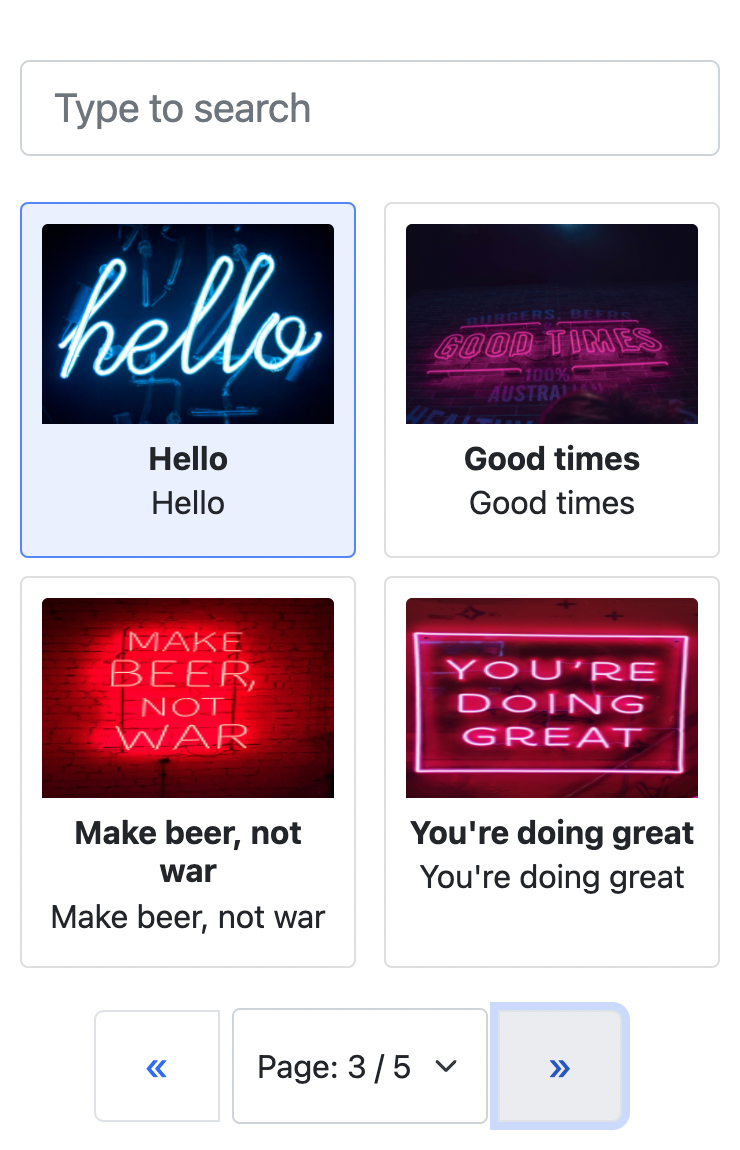 Type to search
hello
BURGERS, BEERS
GOOD TIMES
100%
AUSTRALIAN
Hello
Hello
Good times
Good times
MAKE
BEER,
NOT
WAR
YOU'RE
DOING
GREAT
Make beer, not
war
Make beer, not war
You're doing great
You're doing great
« Page: 3 / 5 »